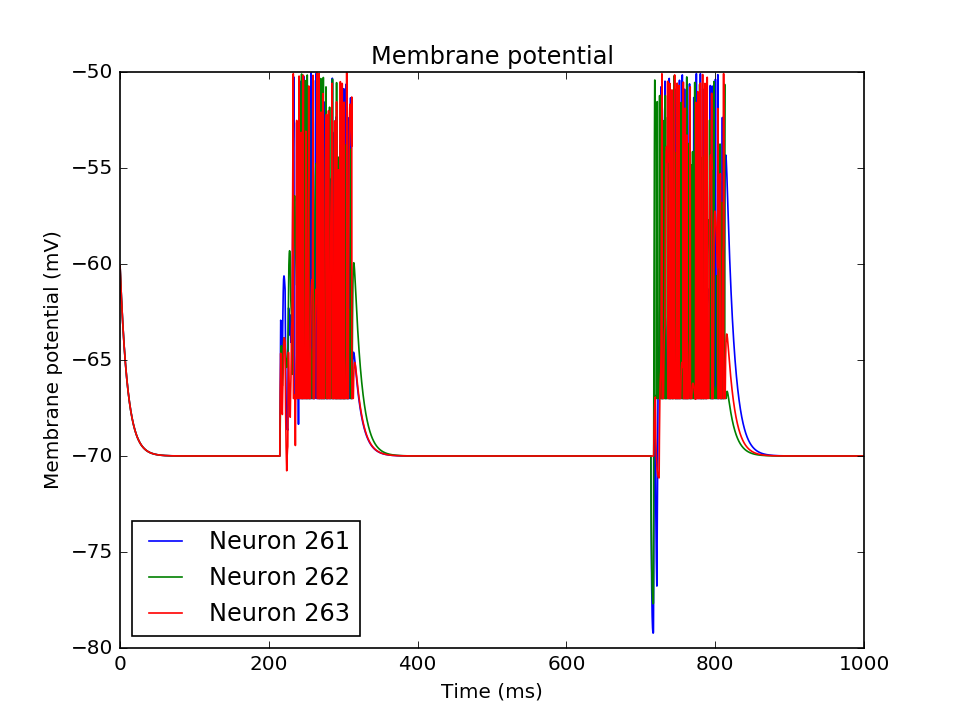 Membrane potential
Membrane potential (mV)
−50
−55
−60
−65
−70
−75
−80
Neuron 261
Neuron 262
Neuron 263
0 200 400 600 800 1000
Time (ms)